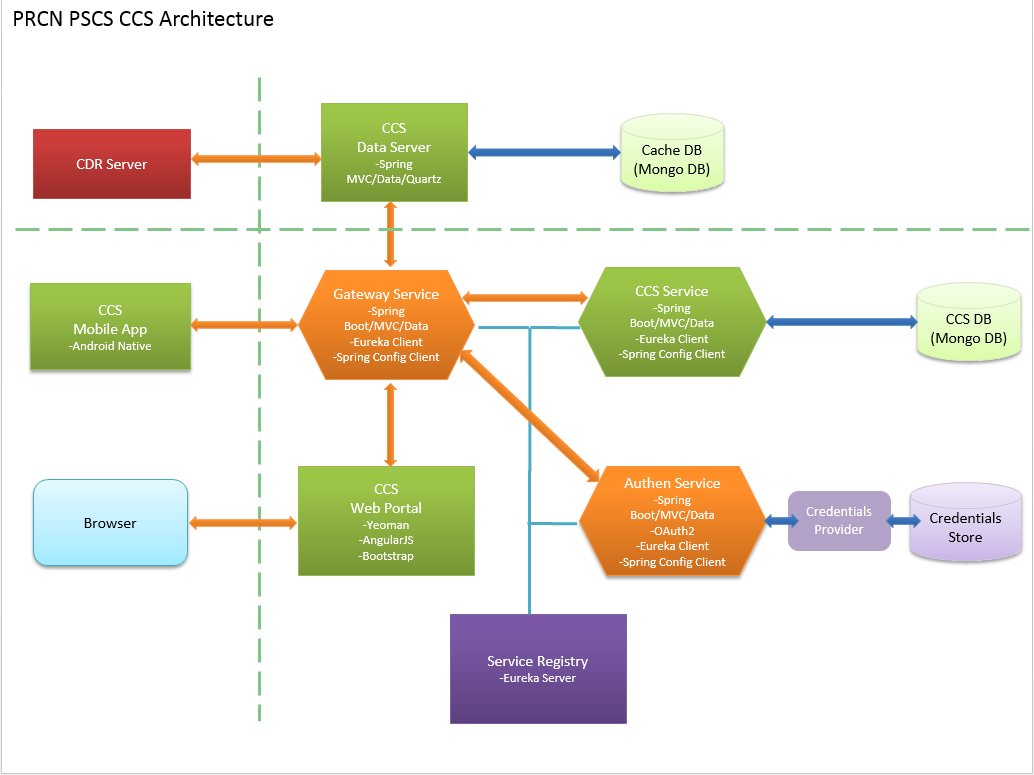 PRCN PSCS CCS Architecture
CDR Server
CCS
Data Server
-Spring
MVC/Data/Quartz
Cache DB
(Mongo DB)
CCS
Mobile App
-Android Native
Gateway Service
-Spring
Boot/MVC/Data
-Eureka Client
-Spring Config Client
CCS Service
-Spring
Boot/MVC/Data
-Eureka Client
-Spring Config Client
CCS DB
(Mongo DB)
Browser
CCS
Web Portal
-Yeoman
-AngularJS
-Bootstrap
Authen Service
-Spring
Boot/MVC/Data
-OAuth2
-Eureka Client
-Spring Config Client
Credentials
Provider
Credentials
Store
Service Registry
-Eureka Server